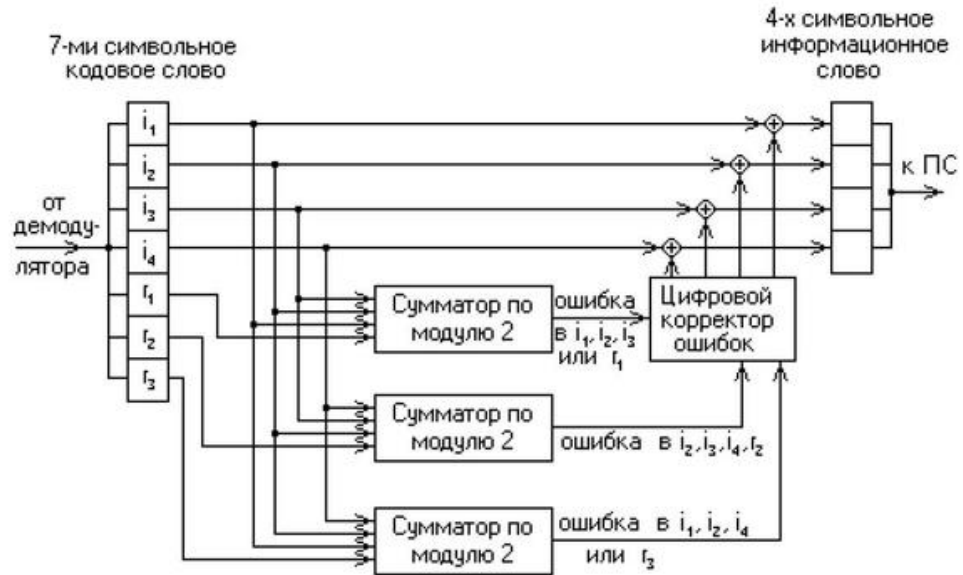 7-ми символьное
кодовое слово
4-х символьное
информационное
слово
i₁
i₂
i₃
i₄
r₁
r₂
r₃
от
демоду-
лятора
к ПС
Сумматор по
модулю 2
ошибка
в i₁, i₂, i₃
или r₁
Цифровой
корректор
ошибок
Сумматор по
модулю 2
ошибка в i₂, i₃, i₄, r₂
Сумматор по
модулю 2
ошибка в i₁, i₂, i₄
или r₃